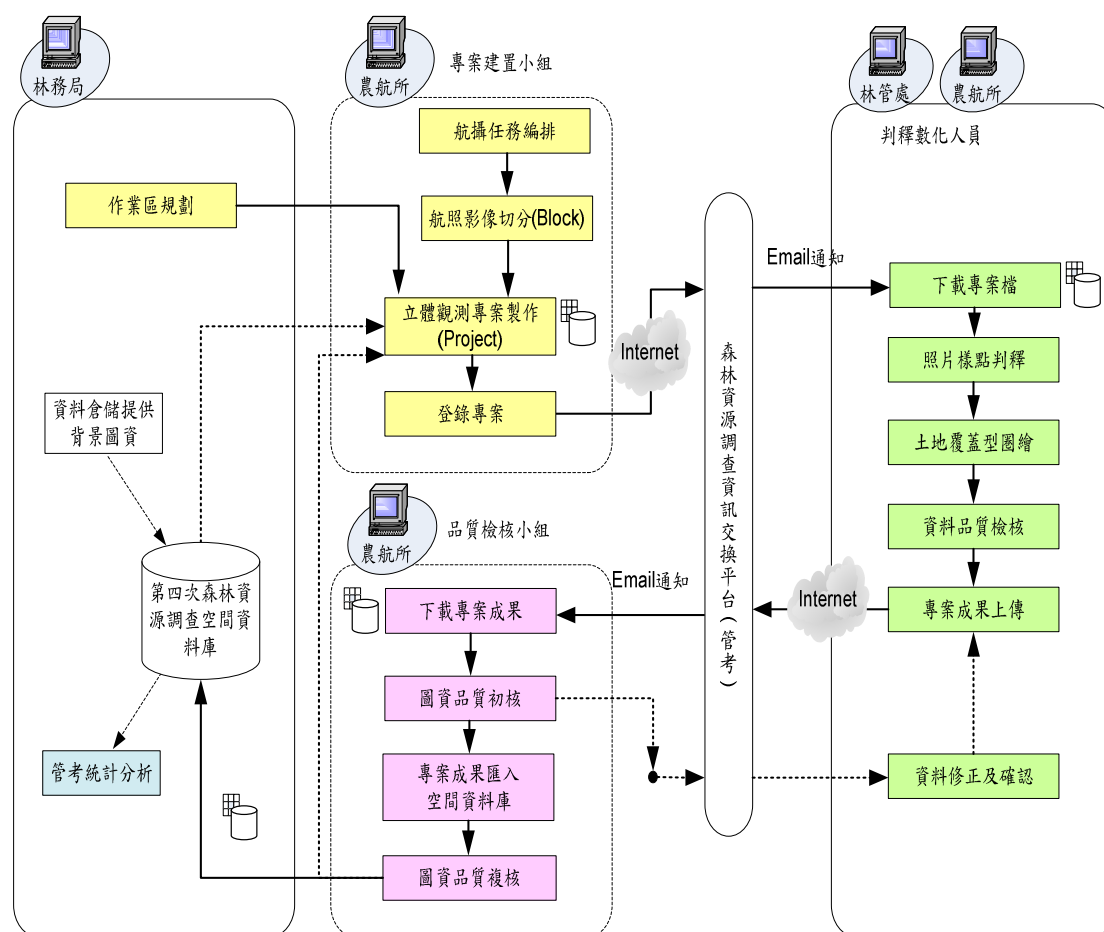 林務局
作業區規劃
資料倉儲提供
背景圖資
第四次森林資
源調查空間資
料庫
管考統計分析
農航所
專案建置小組
航攝任務編排
航照影像切分(Block)
立體觀測專案製作
(Project)
登錄專案
Internet
農航所
品質檢核小組
Email通知
下載專案成果
圖資品質初核
專案成果匯入
空間資料庫
圖資品質複核
森林資源調查資訊交換平台(管考)
林管處
農航所
判釋數化人員
Email通知
下載專案檔
照片樣點判釋
土地覆蓋型圈繪
資料品質檢核
Internet
專案成果上傳
資料修正及確認